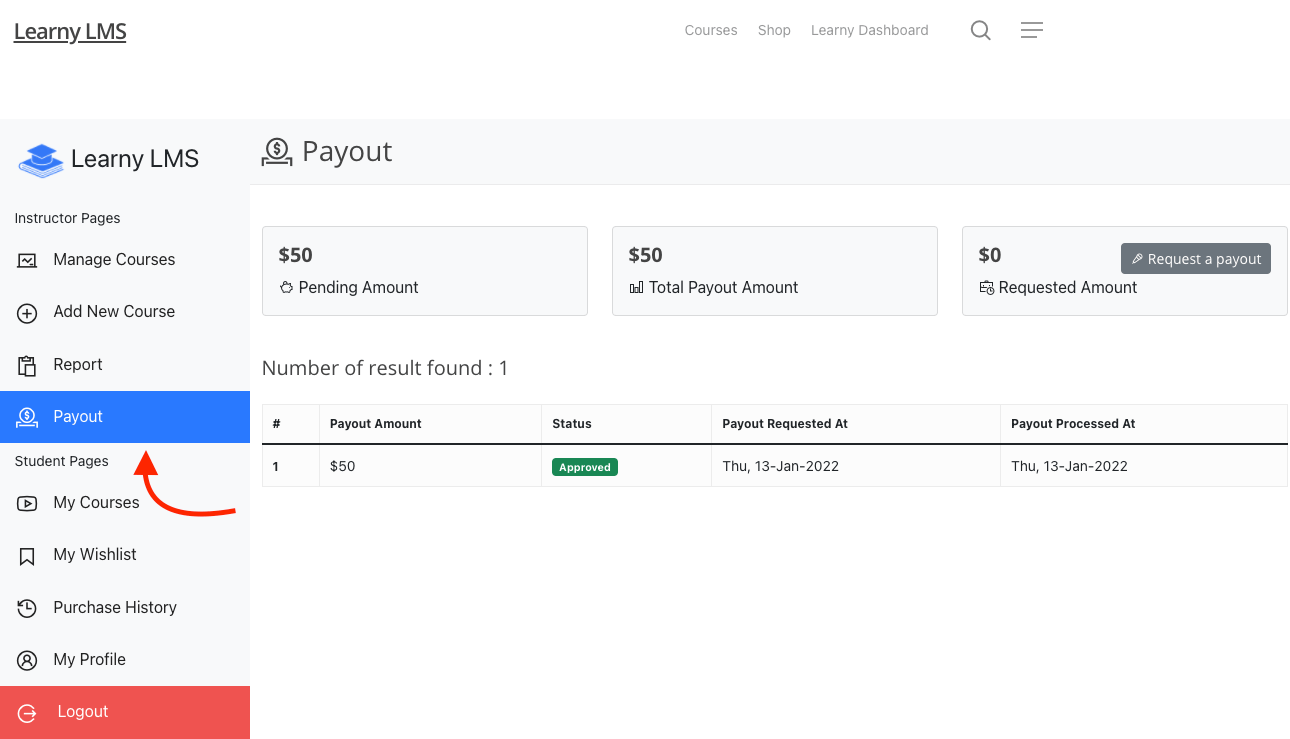 Learny LMS
Courses Shop Learny Dashboard
Learny LMS
Instructor Pages
Manage Courses
Add New Course
Report
Payout
Student Pages
My Courses
My Wishlist
Purchase History
My Profile
Logout
Payout
$50
Pending Amount
$50
Total Payout Amount
$0
Request a payout
Requested Amount
Number of result found : 1
# Payout Amount Status Payout Requested At Payout Processed At
1 $50 Approved Thu, 13-Jan-2022 Thu, 13-Jan-2022